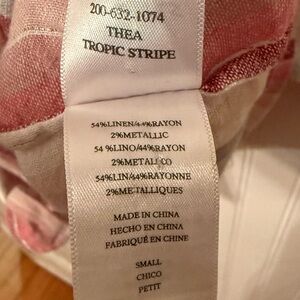 200-632-1074
THEA
TROPIC STRIPE
54%LINEN/44%RAYON
2%METALLIC
54 %LINO/44%RAYON
2%METALICO
54%LIN/44%RAYONNE
2%METALLIQUES
MADE IN CHINA
HECHO EN CHINA
FABRIQUÉ EN CHINE
SMALL
CHICO
PETIT